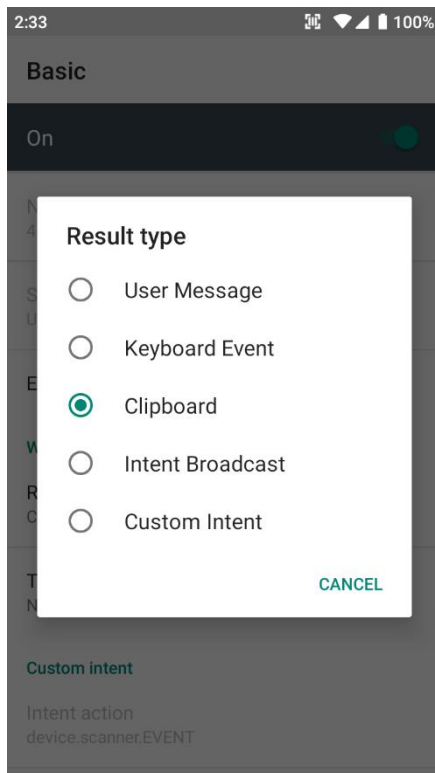 2:33
100%
Basic
On
Result type
User Message
Keyboard Event
Clipboard
Intent Broadcast
Custom Intent
CANCEL
Custom intent
Intent action
device.scanner.EVENT